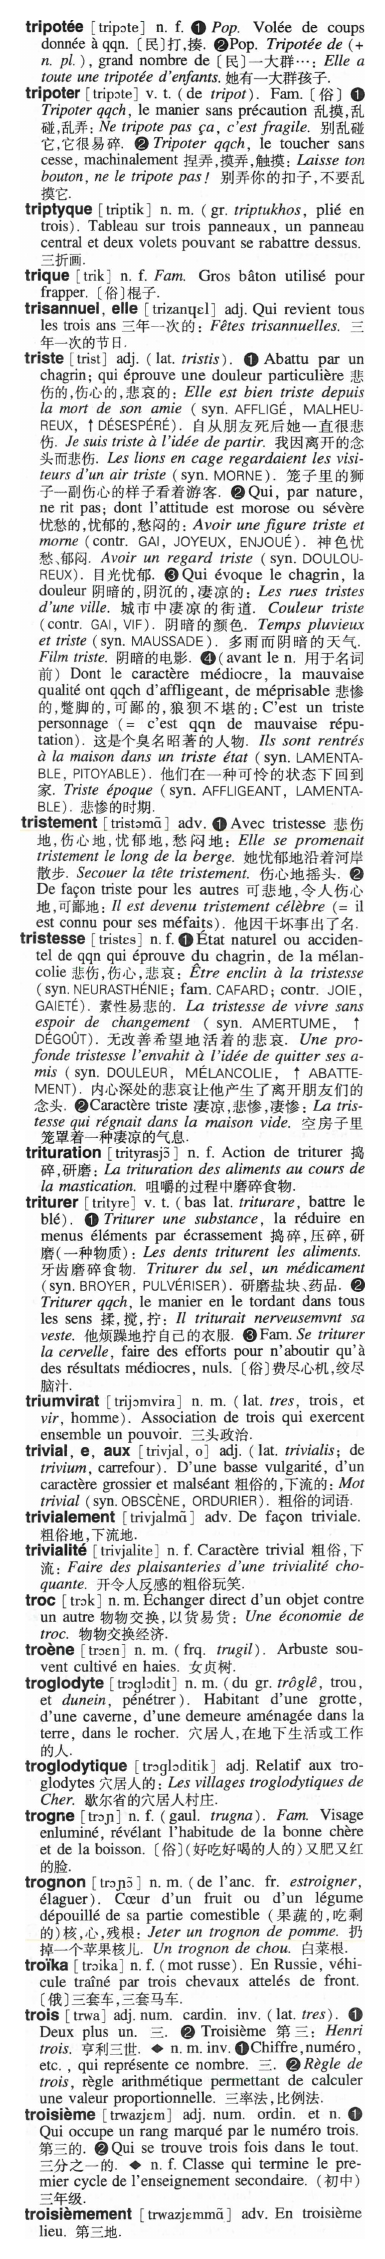 tripotée [tripɔte] n. f. ❶ Pop. Volée de coups
donnée à qqn. 〔民〕打,揍. ❷Pop. Tripotée de (+
n. pl.), grand nombre de〔民〕一大群…: Elle a
toute une tripotée d'enfants. 她有一大群孩子.
tripoter [tripɔte] v. t. (de tripot). Fam. 〔俗〕 ❶
Tripoter qqch, le manier sans précaution 乱摸,乱
碰,乱弄: Ne tripote pas ça, c'est fragile. 别乱碰
它,它很易碎. ❷ Tripoter qqch, le toucher sans
cesse, machinalement 捏弄,摸弄,触摸: Laisse ton
bouton, ne le tripote pas! 别弄你的扣子,不要乱
摸它.
triptyque [triptik] n. m. (gr. triptukhos, plié en
trois). Tableau sur trois panneaux, un panneau
central et deux volets pouvant se rabattre dessus.
三折画.
trique [trik] n. f. Fam. Gros bâton utilisé pour
frapper. 〔俗〕棍子.
trisannuel, elle [trizanɥɛl] adj. Qui revient tous
les trois ans 三年一次的: Fêtes trisannuelles. 三
年一次的节日.
triste [trist] adj. (lat. tristis). ❶ Abattu par un
chagrin; qui éprouve une douleur particulière 悲
伤的,伤心的,悲哀的: Elle est bien triste depuis
la mort de son amie (syn. AFFLIGÉ, MALHEU-
REUX, ↑DÉSESPÉRÉ). 自从朋友死后她一直很悲
伤. Je suis triste à l'idée de partir. 我因离开的念
头而悲伤. Les lions en cage regardaient les visi-
teurs d'un air triste (syn. MORNE). 笼子里的狮
子一副伤心的样子看着游客. ❷Qui, par nature,
ne rit pas; dont l'attitude est morose ou sévère
忧愁的,忧郁的,愁闷的: Avoir une figure triste et
morne (contr. GAI, JOYEUX, ENJOUÉ). 神色忧
愁、郁闷. Avoir un regard triste (syn. DOULOU-
REUX). 目光忧郁. ❸Qui évoque le chagrin, la
douleur 阴暗的,阴沉的,凄凉的: Les rues tristes
d'une ville. 城市中凄凉的街道. Couleur triste
(contr. GAI, VIF). 阴暗的颜色. Temps pluvieux
et triste (syn. MAUSSADE). 多雨而阴暗的天气.
Film triste. 阴暗的电影. ❹(avant le n. 用于名词
前) Dont le caractère médiocre, la mauvaise
qualité ont qqch d'affligeant, de méprisable 悲惨
的,蹩脚的,可鄙的,狼狈不堪的: C'est un triste
personnage (= c'est qqn de mauvaise répu-
tation). 这是个臭名昭著的人物. Ils sont rentrés
à la maison dans un triste état (syn. LAMENTA-
BLE, PITOYABLE). 他们在一种可怜的状态下回到
家. Triste époque (syn. AFFLIGEANT, LAMENTA-
BLE). 悲惨的时期.
tristement [tristəmɑ̃] adv. ❶ Avec tristesse 悲伤
地,伤心地,忧郁地,愁闷地: Elle se promenait
tristement le long de la berge. 她忧郁地沿着河岸
散步. Secouer la tête tristement. 伤心地摇头. ❷
De façon triste pour les autres 可悲地,令人伤心
地,可鄙地: Il est devenu tristement célèbre (= il
est connu pour ses méfaits). 他因干坏事出了名.
tristesse [tristɛs] n. f. ❶ État naturel ou acciden-
tel de qqn qui éprouve du chagrin, de la mélan-
colie 悲伤,伤心,悲哀: Être enclin à la tristesse
(syn. NEURASTHÉNIE; fam. CAFARD; contr. JOIE,
GAIETÉ). 素性易悲的. La tristesse de vivre sans
espoir de changement (syn. AMERTUME, ↑
DÉGOÛT). 无改善希望地活着的悲哀. Une pro-
fonde tristesse l'envahit à l'idée de quitter ses a-
mis (syn. DOULEUR, MÉLANCOLIE, ↑ ABATTE-
MENT). 内心深处的悲哀让他产生了离开朋友们的
念头. ❷Caractère triste 凄凉,悲惨,凄惨: La tris-
tesse qui régnait dans la maison vide. 空房子里
笼罩着一种凄凉的气息.
trituration [trityrasjɔ̃] n. f. Action de triturer 捣
碎,研磨: La trituration des aliments au cours de
la mastication. 咀嚼的过程中磨碎食物.
triturer [trityre] v. t. (bas lat. triturare, battre le
blé). ❶ Triturer une substance, la réduire en
menus éléments par écrasement 捣碎,压碎,研
磨(一种物质): Les dents triturent les aliments.
牙齿磨碎食物. Triturer du sel, un médicament
(syn. BROYER, PULVÉRISER). 研磨盐块、药品. ❷
Triturer qqch, le manier en le tordant dans tous
les sens 揉,搅,拧: Il triturait nerveusemvnt sa
veste. 他烦躁地拧自己的衣服. ❸Fam. Se triturer
la cervelle, faire des efforts pour n'aboutir qu'à
des résultats médiocres, nuls. 〔俗〕费尽心机,绞尽
脑汁.
triumvirat [trijɔmvira] n. m. (lat. tres, trois, et
vir, homme). Association de trois qui exercent
ensemble un pouvoir. 三头政治.
trivial, e, aux [trivjal, o] adj. (lat. trivialis; de
trivium, carrefour). D'une basse vulgarité, d'un
caractère grossier et malséant 粗俗的,下流的: Mot
trivial (syn. OBSCÈNE, ORDURIER). 粗俗的词语.
trivialement [trivjalmɑ̃] adv. De façon triviale.
粗俗地,下流地.
trivialité [trivjalite] n. f. Caractère trivial 粗俗,下
流: Faire des plaisanteries d'une trivialité cho-
quante. 开令人反感的粗俗玩笑.
troc [trɔk] n. m. Échange direct d'un objet contre
un autre 物物交换,以货易货: Une économie de
troc. 物物交换经济.
troène [trɔɛn] n. m. (frq. trugil). Arbuste sou-
vent cultivé en haies. 女贞树.
troglodyte [trɔglɔdit] n. m. (du gr. trôglê, trou,
et dunein, pénétrer). Habitant d'une grotte,
d'une caverne, d'une demeure aménagée dans la
terre, dans le rocher. 穴居人,在地下生活或工作
的人.
troglodytique [trɔglɔditik] adj. Relatif aux tro-
glodytes 穴居人的: Les villages troglodytiques de
Cher. 歇尔省的穴居人村庄.
trogne [trɔɲ] n. f. (gaul. trugna). Fam. Visage
enluminé, révélant l'habitude de la bonne chère
et de la boisson. 〔俗〕(好吃好喝的人的)又肥又红
的脸.
trognon [trɔɲɔ̃] n. m. (de l'anc. fr. estroigner,
élaguer). Cœur d'un fruit ou d'un légume
dépouillé de sa partie comestible (果蔬的,吃剩
的)核,心,残根: Jeter un trognon de pomme. 扔
掉一个苹果核儿. Un trognon de chou. 白菜根.
troïka [trɔika] n. f. (mot russe). En Russie, véhi-
cule traîné par trois chevaux attelés de front.
〔俄〕三套车,三套马车.
trois [trwa] adj. num. cardin. inv. (lat. tres). ❶
Deux plus un. 三. ❷ Troisième 第三: Henri
trois. 亨利三世. ◆ n. m. inv. ❶Chiffre,numéro,
etc., qui représente ce nombre. 三. ❷ Règle de
trois, règle arithmétique permettant de calculer
une valeur proportionnelle. 三率法,比例法.
troisième [trwazjɛm] adj. num. ordin. et n. ❶
Qui occupe un rang marqué par le numéro trois.
第三的. ❷Qui se trouve trois fois dans le tout.
三分之一的. ◆ n. f. Classe qui termine le pre-
mier cycle de l'enseignement secondaire. (初中)
三年级.
troisièmement [trwazjɛmmɑ̃] adv. En troisième
lieu. 第三地.